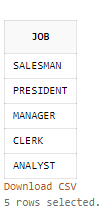 JOB
SALESMAN
PRESIDENT
MANAGER
CLERK
ANALYST
Download CSV
5 rows selected.